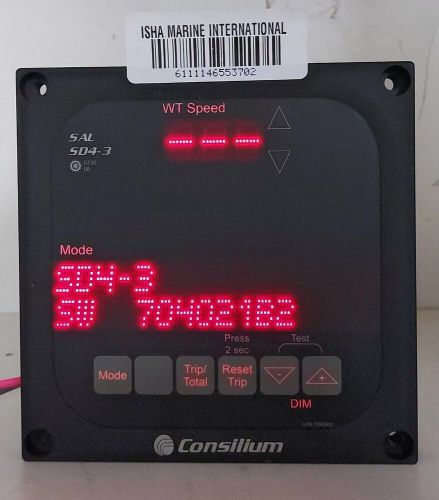 ISHA MARINE INTERNATIONAL
6111146553702
WT Speed
SAL
SD4-3
---
Mode
SD4-3
SW 70402182
Press
2 sec
Test
Mode
Trip/
Total
Reset
Trip
-
+
DIM
Consilium